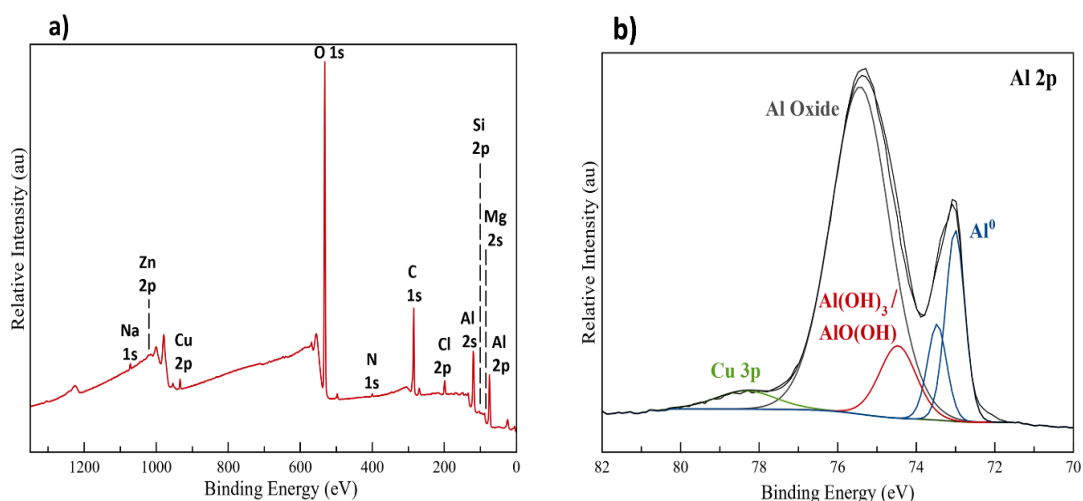 a)
O 1s
Si
2p
Mg
2s
Zn
2p
C
1s
Na
1s
Cu
2p
N
1s
Cl
2p
Al
2s
Al
2p
Relative Intensity (au)
1200
1000
800
600
400
200
0
Binding Energy (eV)
b)
Al 2p
Al Oxide
Al⁰
Al(OH)₃ /
AlO(OH)
Cu 3p
Relative Intensity (au)
82
80
78
76
74
72
70
Binding Energy (eV)